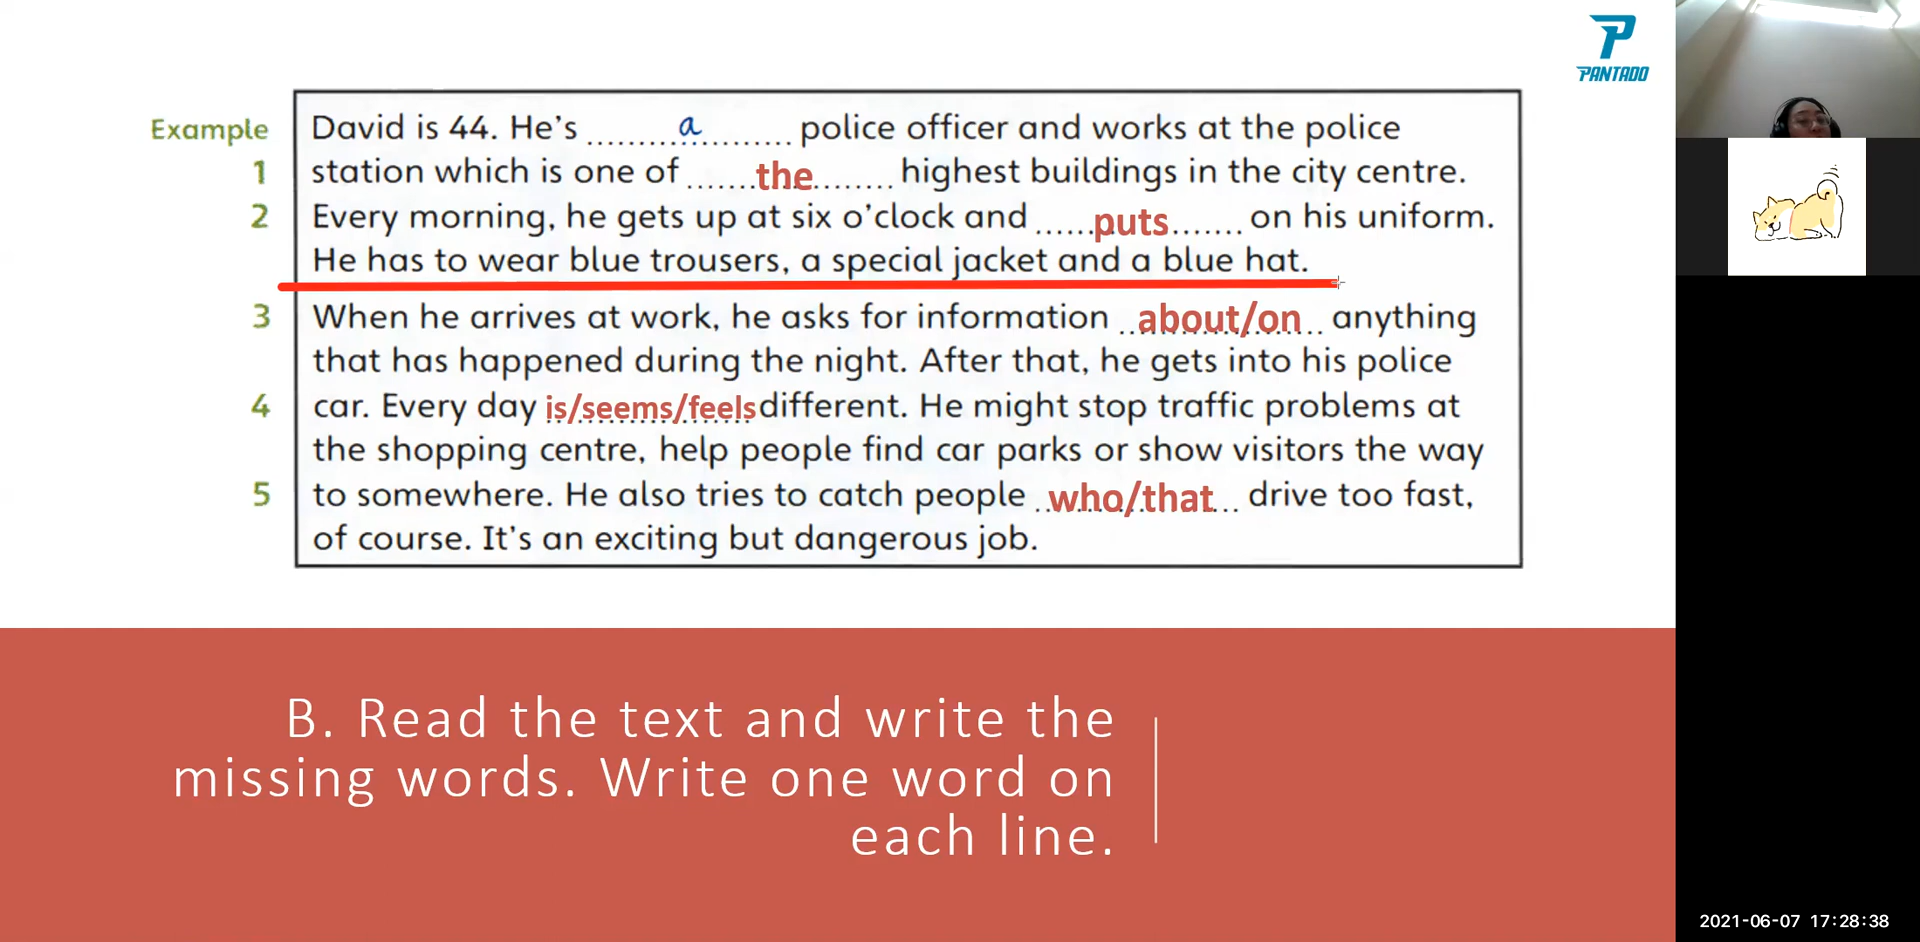 PANTADO
Example David is 44. He's ........a........ police officer and works at the police
1 station which is one of .......the........ highest buildings in the city centre.
2 Every morning, he gets up at six o'clock and ......puts....... on his uniform.
He has to wear blue trousers, a special jacket and a blue hat.
3 When he arrives at work, he asks for information ..about/on.. anything
that has happened during the night. After that, he gets into his police
4 car. Every day is/seems/feels different. He might stop traffic problems at
the shopping centre, help people find car parks or show visitors the way
5 to somewhere. He also tries to catch people ..who/that... drive too fast,
of course. It's an exciting but dangerous job.
B. Read the text and write the
missing words. Write one word on
each line.
2021-06-07 17:28:38